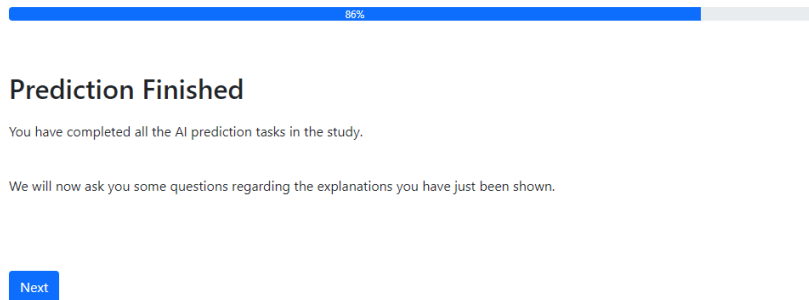 86%
Prediction Finished
You have completed all the AI prediction tasks in the study.
We will now ask you some questions regarding the explanations you have just been shown.
Next